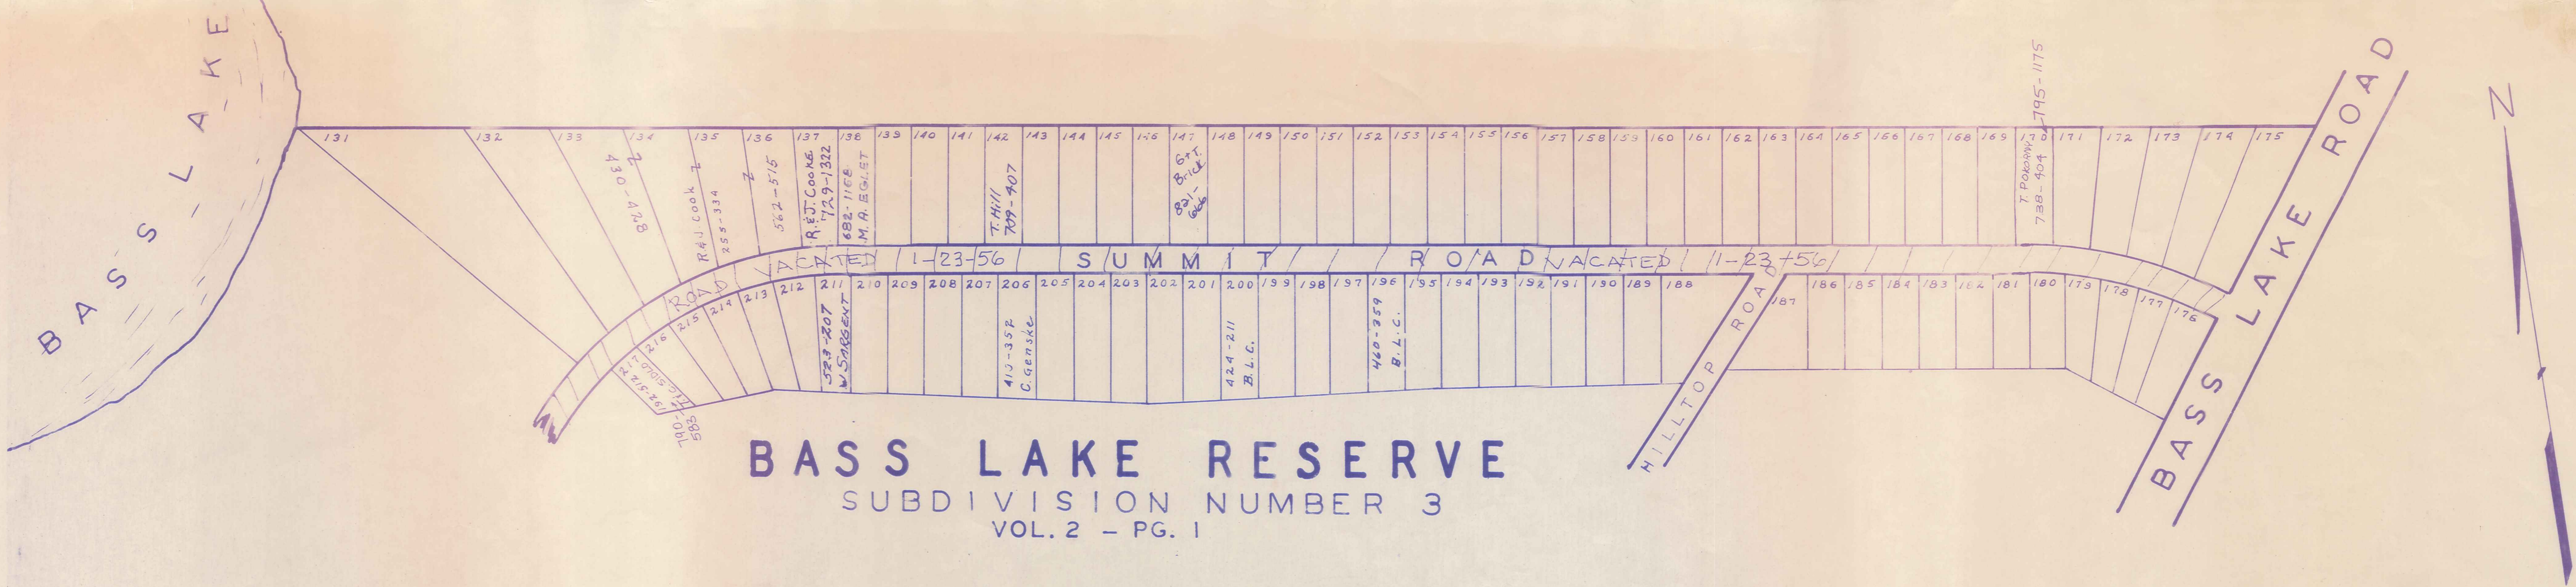 BASS LAKE
131 132 133 134 135 136 137 138 139 140 141 142 143 144 145 146 147 148 149 150 151 152 153 154 155 156 157 158 159 160 161 162 163 164 165 166 167 168 169 170 171 172 173 174 175
Z
430-428
R&J. Cook Z
255-334
Z
562-515
R. & J. COOKE
729-1322
682-1168
M. A. EGLET
T. Hill
709-407
G+
Brick
821-
666
795-1175
T. POKORNY
738-404
BASS LAKE ROAD
N
ROAD VACATED 1-23-56 SUMMIT ROAD VACATED 1-23-56
217 216 215 214 213 212 211 210 209 208 207 206 205 204 203 202 201 200 199 198 197 196 195 194 193 192 191 190 189 188 187 186 185 184 183 182 181 180 179 178 177 176
SIDLO
740-
583
523-207
W SARGENT
410-352
C. Genske
424-211
B.L.C.
460-359
B.L.C.
HILLTOP ROAD
BASS LAKE ROAD
BASS LAKE RESERVE
SUBDIVISION NUMBER 3
VOL. 2 - PG. 1